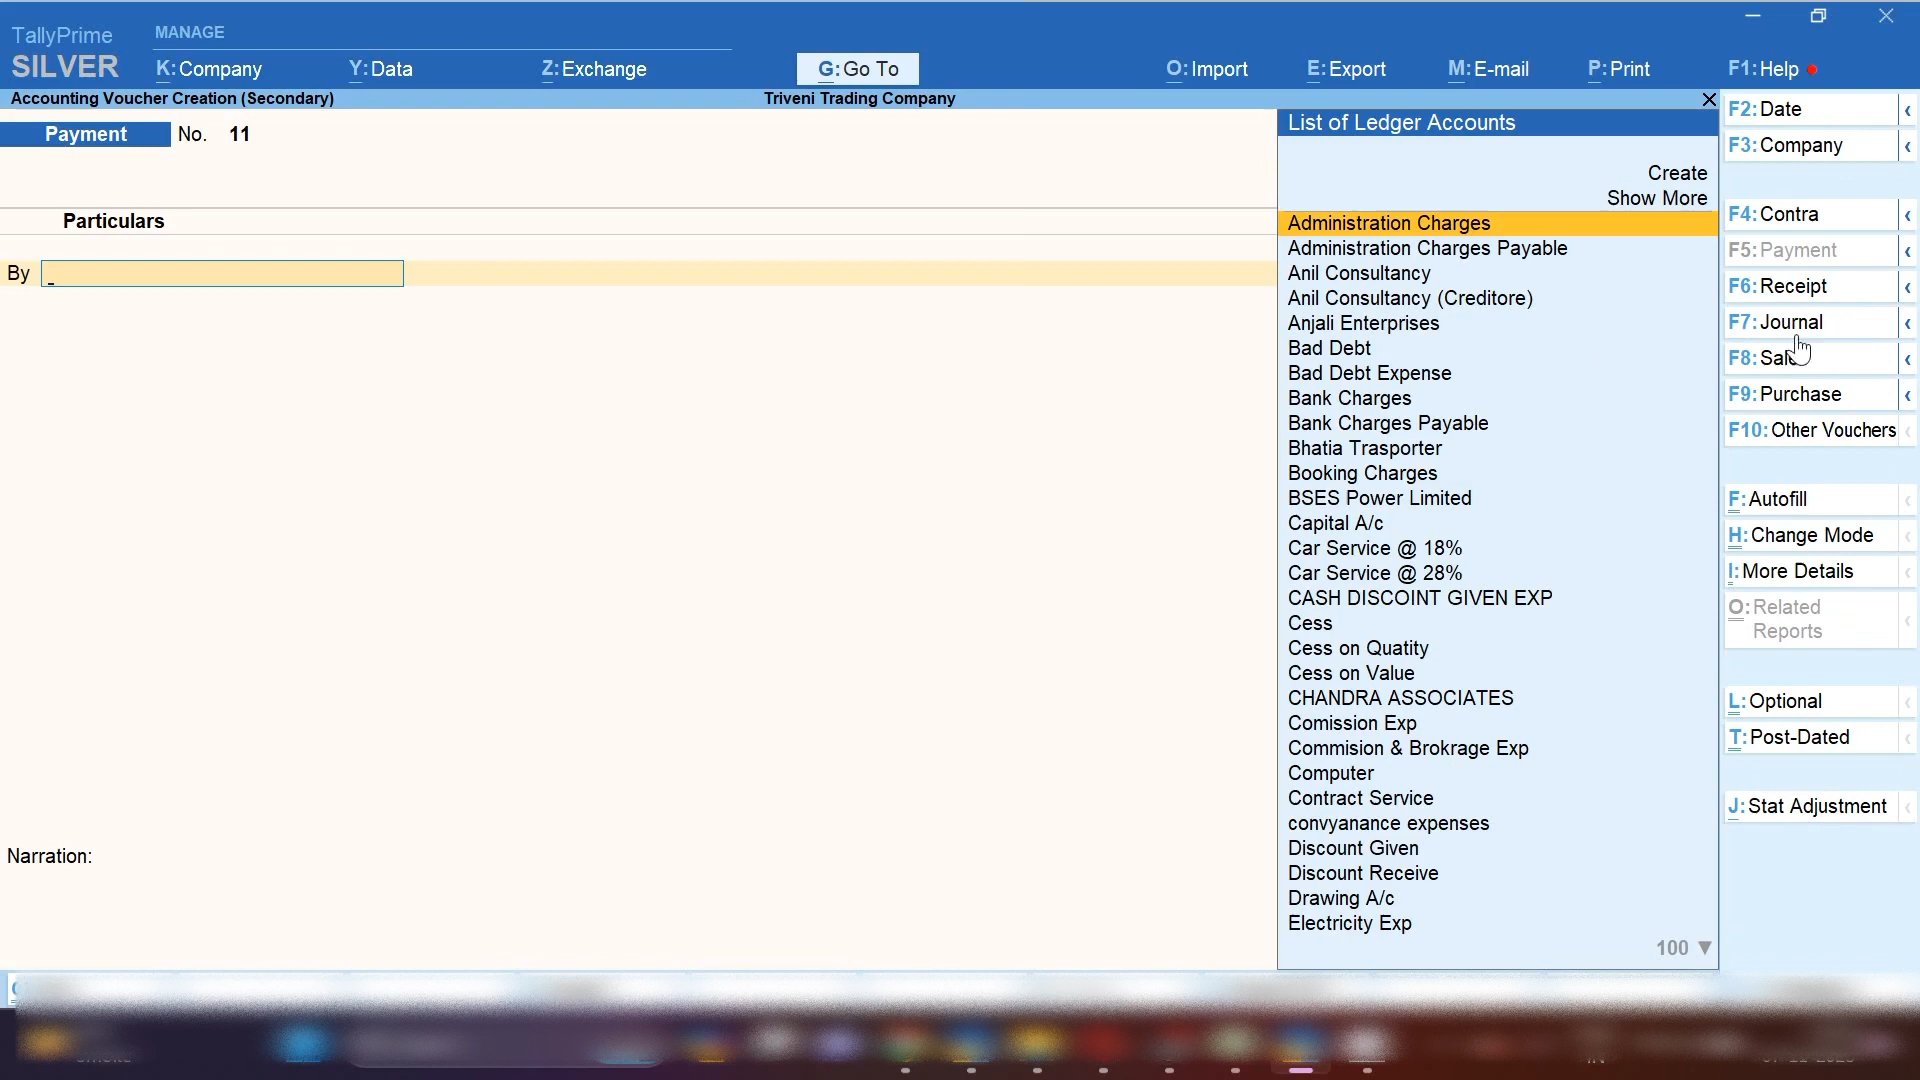 TallyPrime
SILVER
MANAGE
K:Company
Y:Data
Z:Exchange
G:Go To
O:Import
E:Export
M:E-mail
P:Print
F1:Help
Accounting Voucher Creation (Secondary)
Triveni Trading Company
Payment
No.
11
Particulars
By
Narration:
List of Ledger Accounts
Create
Show More
Administration Charges
Administration Charges Payable
Anil Consultancy
Anil Consultancy (Creditore)
Anjali Enterprises
Bad Debt
Bad Debt Expense
Bank Charges
Bank Charges Payable
Bhatia Trasporter
Booking Charges
BSES Power Limited
Capital A/c
Car Service @ 18%
Car Service @ 28%
CASH DISCOINT GIVEN EXP
Cess
Cess on Quatity
Cess on Value
CHANDRA ASSOCIATES
Comission Exp
Commision & Brokrage Exp
Computer
Contract Service
convyanance expenses
Discount Given
Discount Receive
Drawing A/c
Electricity Exp
100
F2:Date
F3:Company
F4:Contra
F5:Payment
F6:Receipt
F7:Journal
F8:
F9:Purchase
F10:Other Vouchers
F:Autofill
H:Change Mode
I:More Details
O:Related
Reports
L:Optional
T:Post-Dated
J:Stat Adjustment